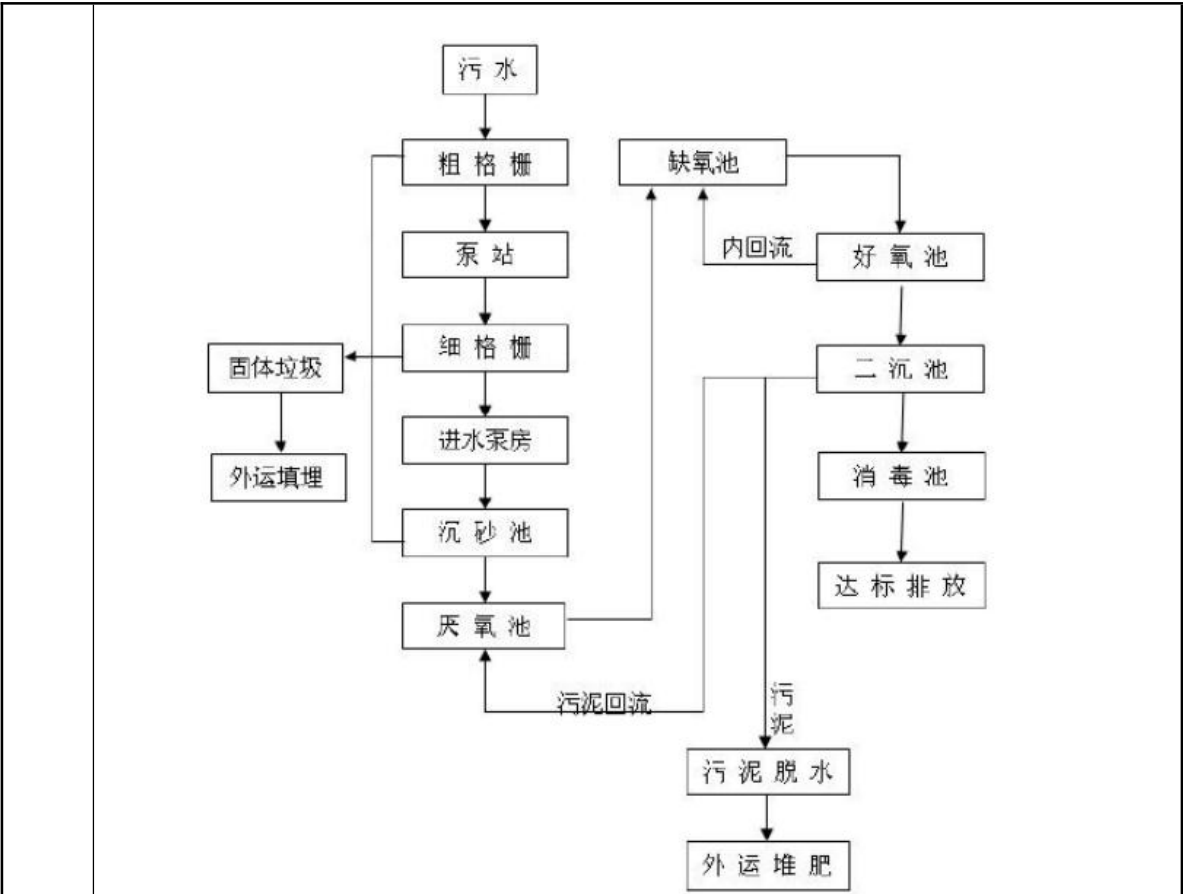 污水
粗格栅
缺氧池
泵站
内回流
好氧池
细格栅
固体垃圾
二沉池
进水泵房
外运填埋
消毒池
沉砂池
达标排放
厌氧池
污泥回流
污泥
污泥脱水
外运堆肥